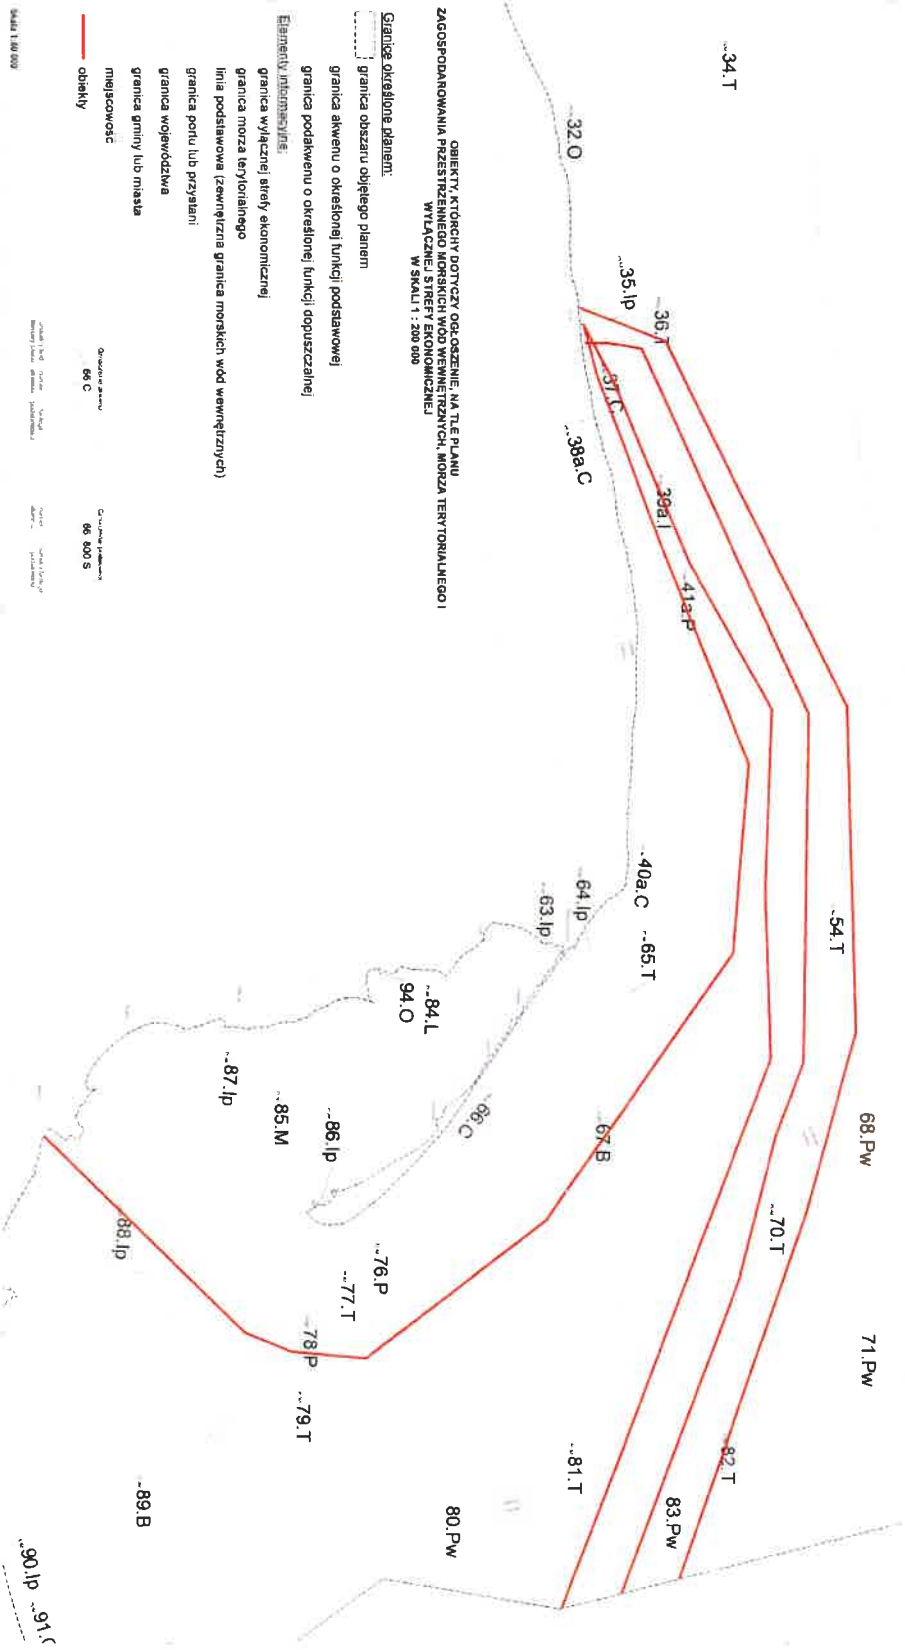 OBIEKTY, KTÓRCHY DOTYCZY OGŁOSZENIE, NA TLE PLANU
ZAGOSPODAROWANIA PRZESTRZENNEGO MORSKICH WÓD WEWNĘTRZNYCH, MORZA TERYTORIALNEGO I
WYŁĄCZNEJ STREFY EKONOMICZNEJ
W SKALI 1 : 200 000
Granice określone planem:
granica obszaru objętego planem
granica akwenu o określonej funkcji podstawowej
granica podakwenu o określonej funkcji dopuszczalnej
Elementy informacyjne:
granica wyłącznej strefy ekonomicznej
granica morza terytorialnego
linia podstawowa (zewnętrzna granica morskich wód wewnętrznych)
granica portu lub przystani
granica województwa
granica gminy lub miasta
miejscowość
obiekty
66 C
66 800 S
34.T
32.O
35.Ip
36.T
37.C
38a.C
39a.I
41a.P
40a.C
64.Ip
63.Ip
65.T
54.T
84.L
94.O
87.Ip
85.M
86.Ip
66.C
67.B
68.Pw
70.T
71.Pw
88.Ip
76.P
77.T
78.P
79.T
81.T
82.T
83.Pw
80.Pw
89.B
90.Ip